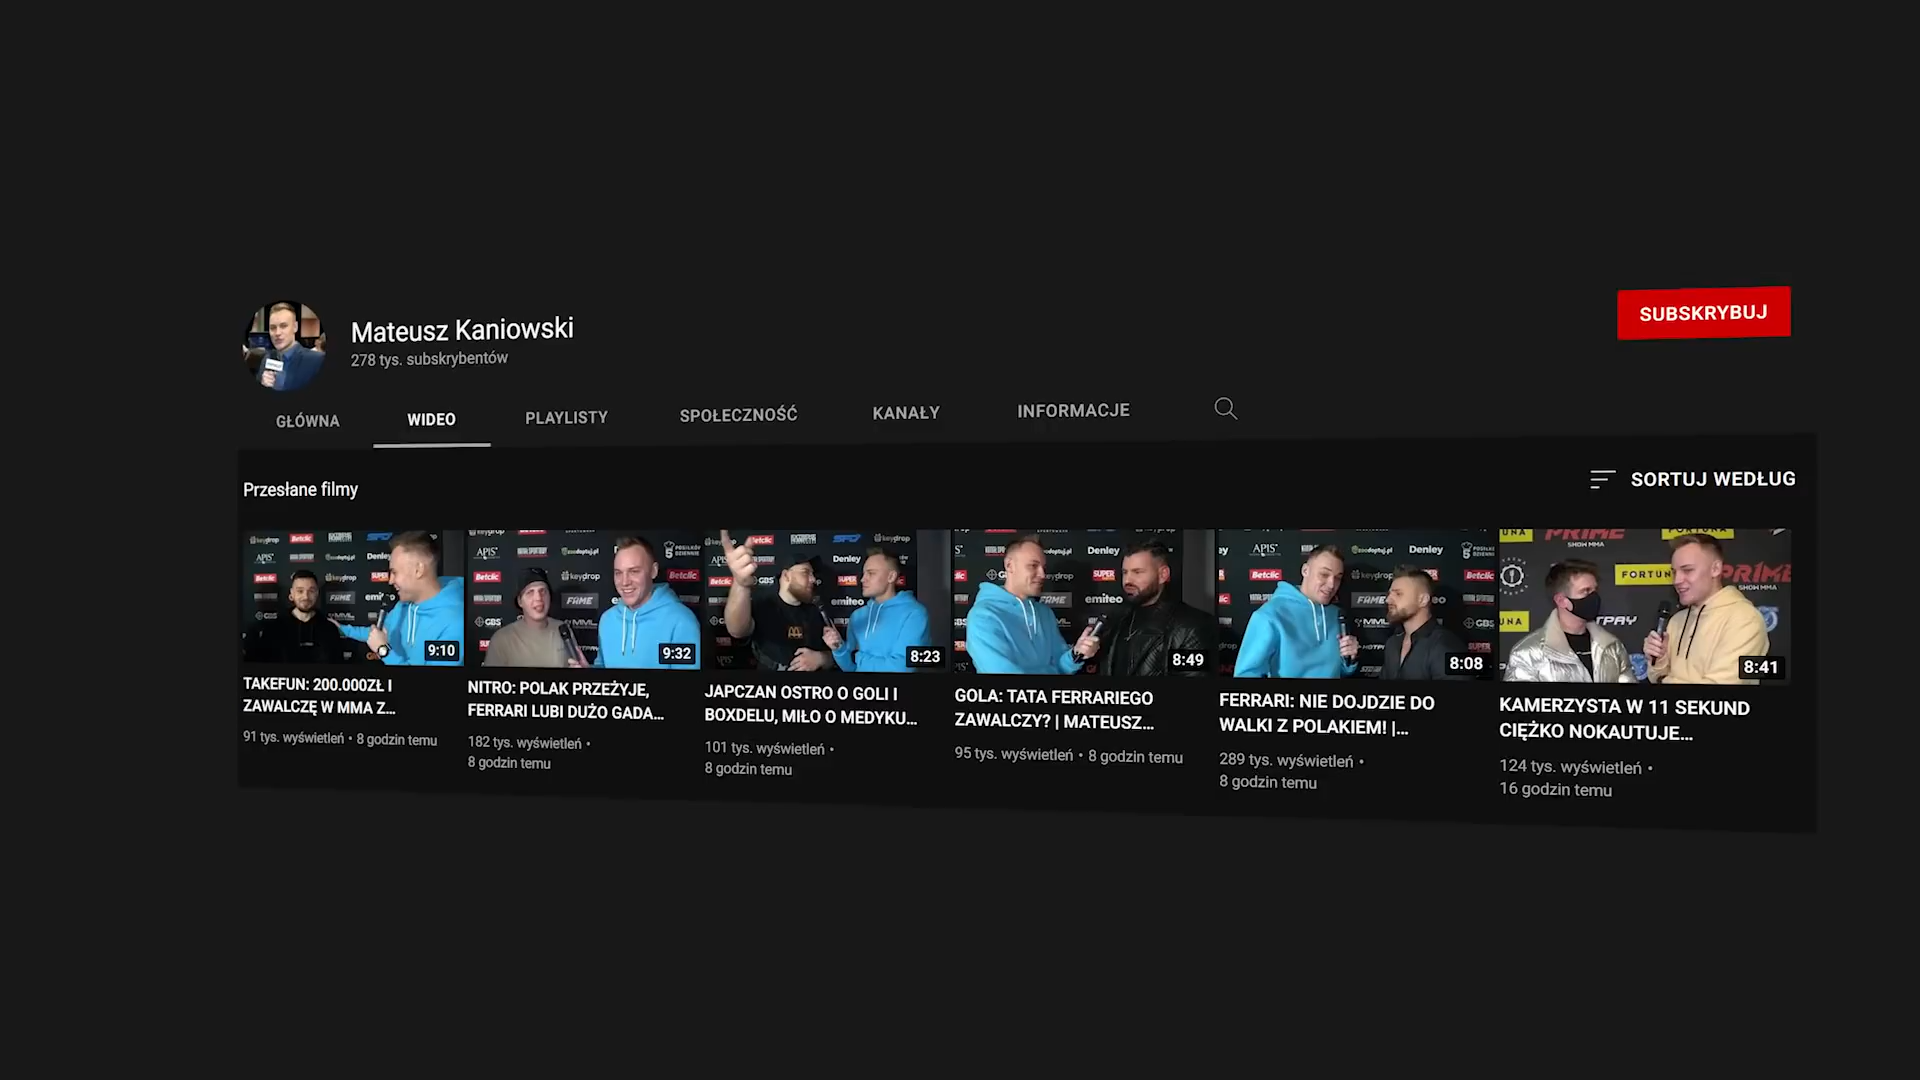 Mateusz Kaniowski
278 tys. subskrybentów
SUBSKRYBUJ
GŁÓWNA
WIDEO
PLAYLISTY
SPOŁECZNOŚĆ
KANAŁY
INFORMACJE
Przesłane filmy
SORTUJ WEDŁUG
9:10
9:32
8:23
8:49
8:08
8:41
TAKEFUN: 200.000ZŁ I
ZAWALCZĘ W MMA Z...
91 tys. wyświetleń • 8 godzin temu
NITRO: POLAK PRZEŻYJE,
FERRARI LUBI DUŻO GADA...
182 tys. wyświetleń •
8 godzin temu
JAPCZAN OSTRO O GOLI I
BOXDELU, MIŁO O MEDYKU...
101 tys. wyświetleń •
8 godzin temu
GOLA: TATA FERRARIEGO
ZAWALCZY? | MATEUSZ...
95 tys. wyświetleń • 8 godzin temu
FERRARI: NIE DOJDZIE DO
WALKI Z POLAKIEM! |...
289 tys. wyświetleń •
8 godzin temu
KAMERZYSTA W 11 SEKUND
CIĘŻKO NOKAUTUJE...
124 tys. wyświetleń •
16 godzin temu